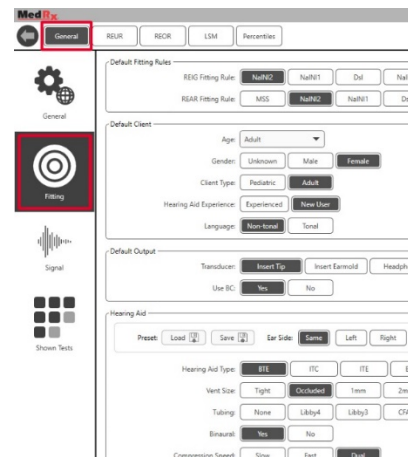 MedRx
General REUR REOR LSM Percentiles
General
Fitting
Signal
Shown Tests
Default Fitting Rules
REIG Fitting Rule: NalNl2 NalNl1 Dsl
REAR Fitting Rule: MSS NalNl2 NalNl1
Default Client
Age: Adult
Gender: Unknown Male Female
Client Type: Pediatric Adult
Hearing Aid Experience: Experienced New User
Language: Non-tonal Tonal
Default Output
Transducer: Insert Tip Insert Earmold
Use BC: Yes No
Hearing Aid
Preset: Load Save Ear Side: Same Left Right
Hearing Aid Type: BTE ITC ITE
Vent Size: Tight Occluded 1mm
Tubing: None Libby4 Libby3
Binaural: Yes No
Compression Speed: Slow Fast Dual